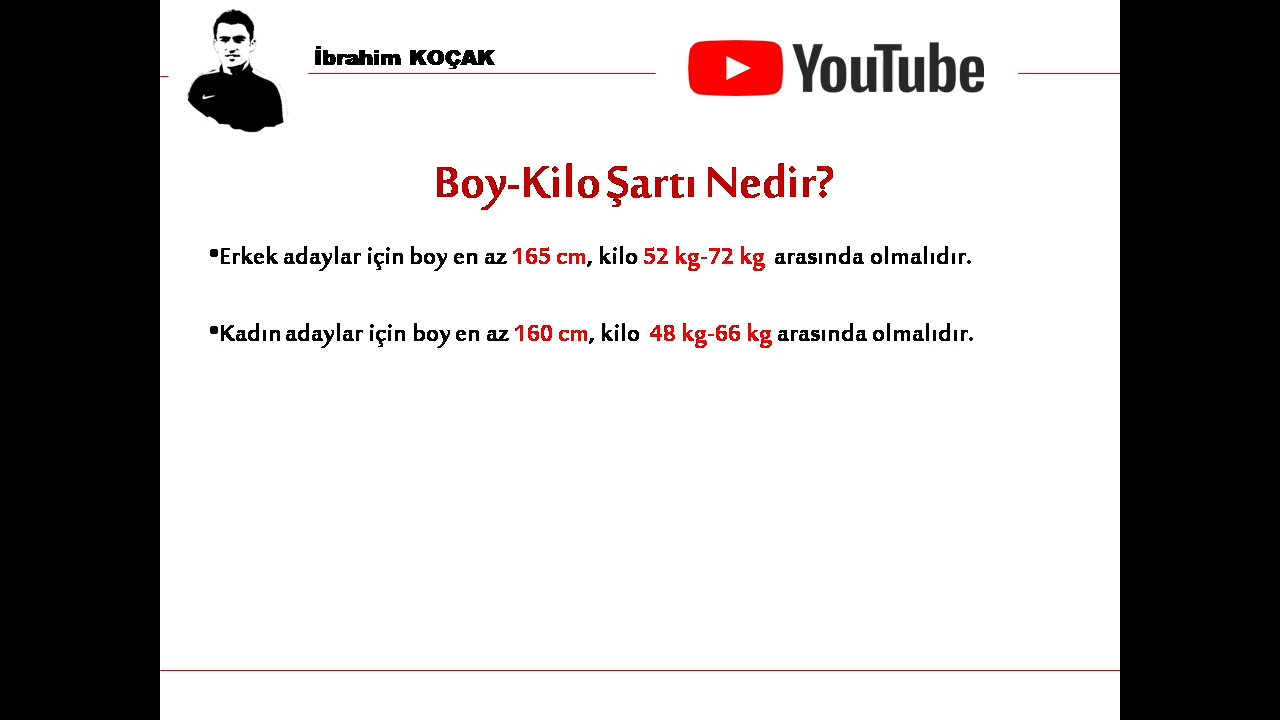 İbrahim KOÇAK
YouTube
Boy-Kilo Şartı Nedir?
•Erkek adaylar için boy en az 165 cm, kilo 52 kg-72 kg arasında olmalıdır.
•Kadın adaylar için boy en az 160 cm, kilo 48 kg-66 kg arasında olmalıdır.